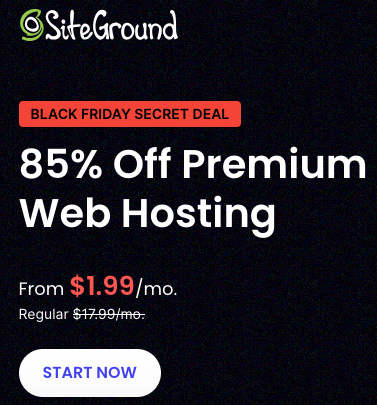 SiteGround
BLACK FRIDAY SECRET DEAL
85% Off Premium
Web Hosting
From $1.99/mo.
Regular $17.99/mo.
START NOW